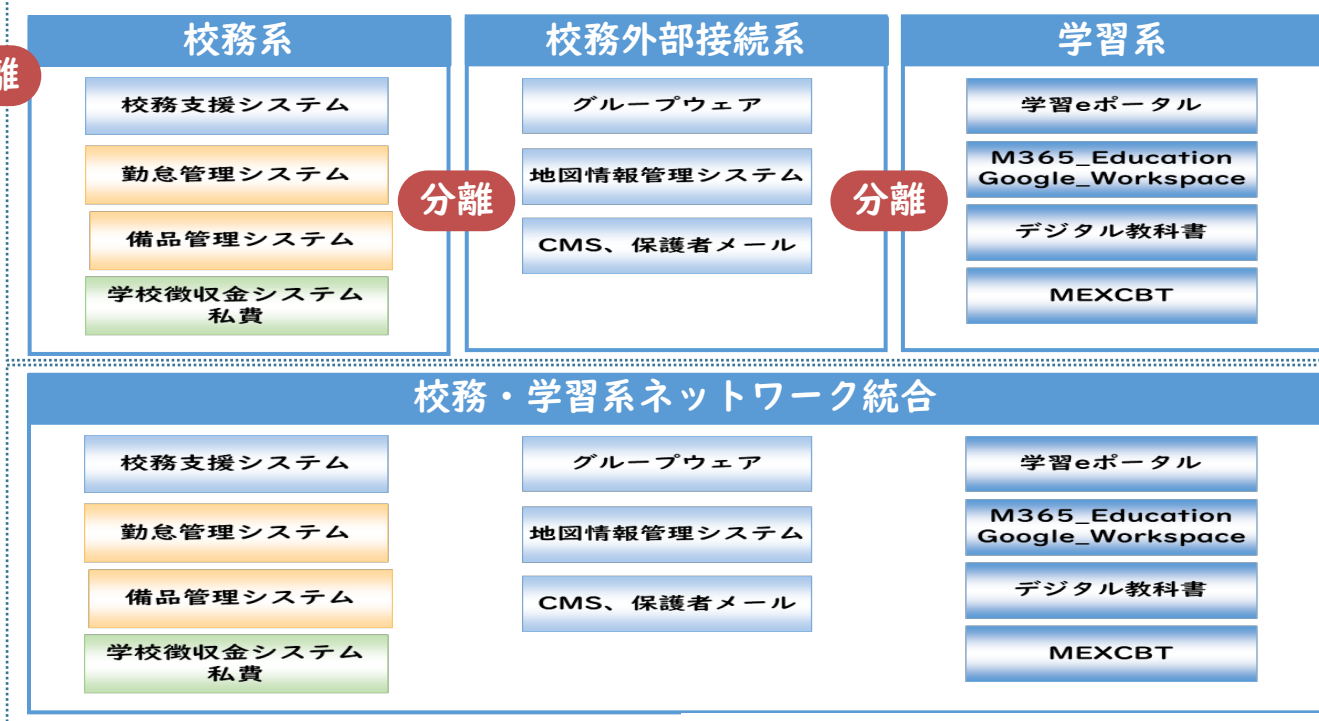 離
校務系
校務支援システム
勤怠管理システム
備品管理システム
学校徴収金システム
私費
分離
校務外部接続系
グループウェア
地図情報管理システム
CMS、保護者メール
分離
学習系
学習eポータル
M365_Education
Google_Workspace
デジタル教科書
MEXCBT
校務・学習系ネットワーク統合
校務支援システム
勤怠管理システム
備品管理システム
学校徴収金システム
私費
グループウェア
地図情報管理システム
CMS、保護者メール
学習eポータル
M365_Education
Google_Workspace
デジタル教科書
MEXCBT